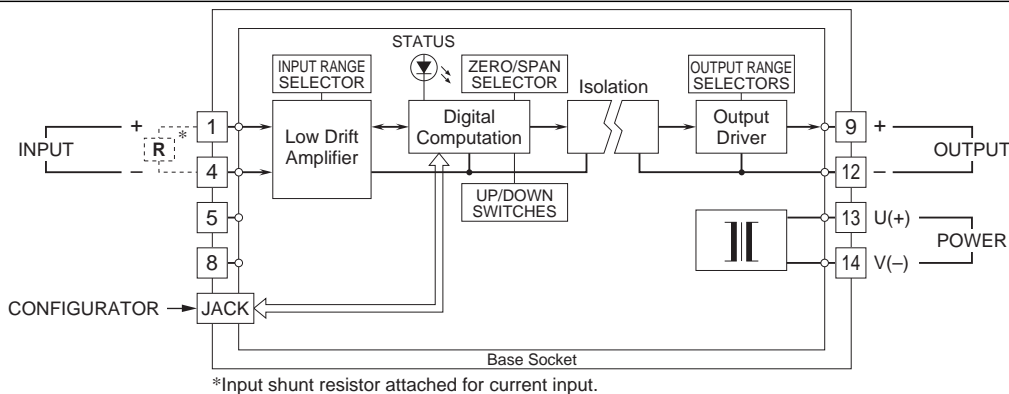 STATUS
INPUT RANGE
SELECTOR
ZERO/SPAN
SELECTOR
Isolation
OUTPUT RANGE
SELECTORS
INPUT
+
–
R
*
1
4
5
8
Low Drift
Amplifier
Digital
Computation
UP/DOWN
SWITCHES
Output
Driver
9
+
12
–
OUTPUT
13
U(+)
14
V(–)
POWER
CONFIGURATOR
JACK
Base Socket
*Input shunt resistor attached for current input.